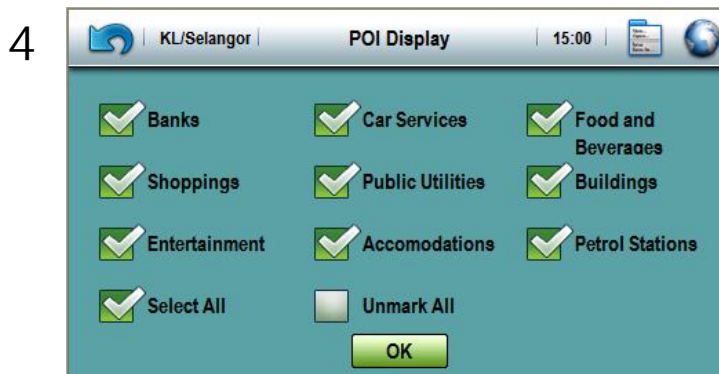 4
KL/Selangor POI Display 15:00
Banks Car Services Food and
Beverages
Shoppings Public Utilities Buildings
Entertainment Accomodations Petrol Stations
Select All Unmark All
OK